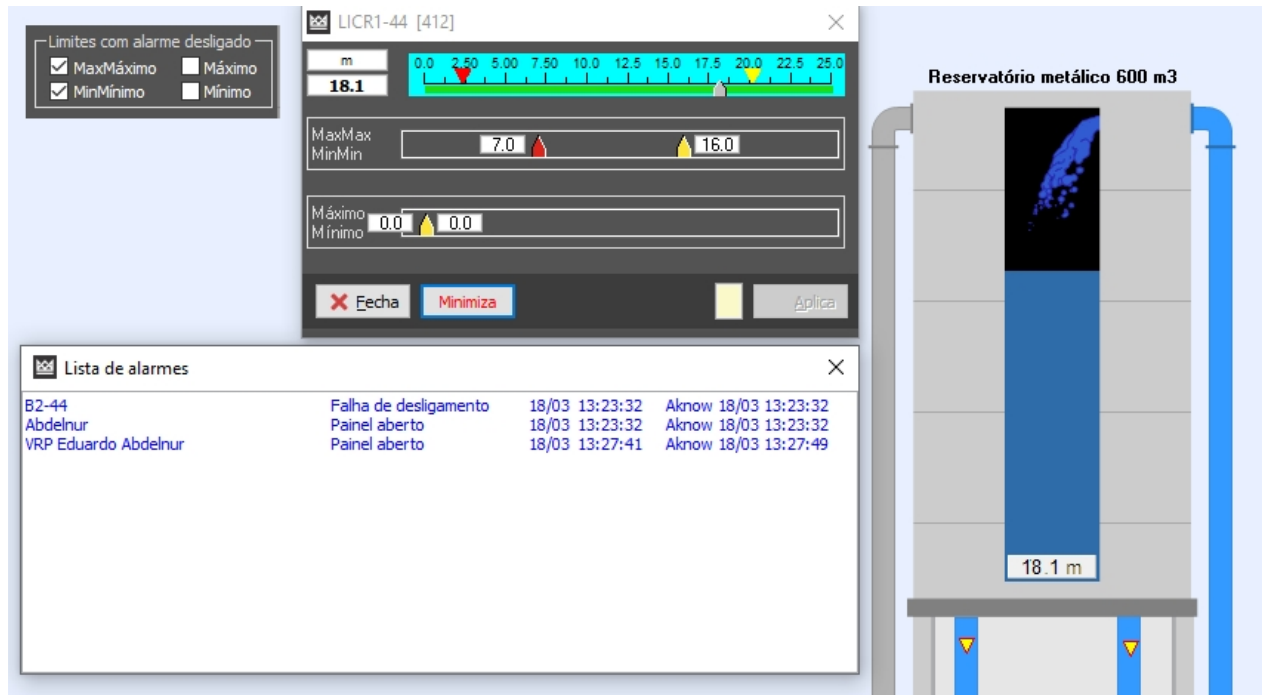 Limites com alarme desligado
MaxMáximo Máximo
MinMínimo Mínimo
LICR1-44 [412]
m
18.1
0.0 2.50 5.00 7.50 10.0 12.5 15.0 17.5 20.0 22.5 25.0
MaxMax
MinMin
7.0 16.0
Máximo
Mínimo
0.0 0.0
Fecha Minimiza Aplica
Lista de alarmes
B2-44 Falha de desligamento 18/03 13:23:32 Aknow 18/03 13:23:32
Abdelnur Painel aberto 18/03 13:23:32 Aknow 18/03 13:23:32
VRP Eduardo Abdelnur Painel aberto 18/03 13:27:41 Aknow 18/03 13:27:49
Reservatório metálico 600 m3
18.1 m